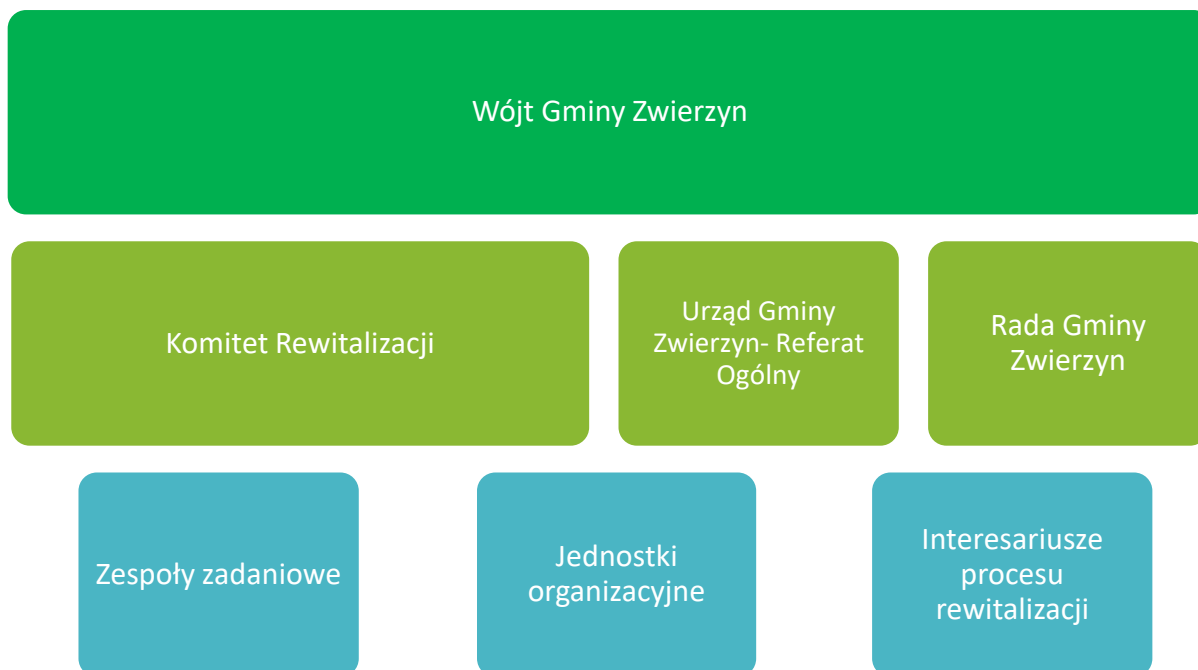 Wójt Gminy Zwierzyn
Komitet Rewitalizacji
Urząd Gminy
Zwierzyn- Referat
Ogólny
Rada Gminy
Zwierzyn
Zespoły zadaniowe
Jednostki
organizacyjne
Interesariusze
procesu
rewitalizacji